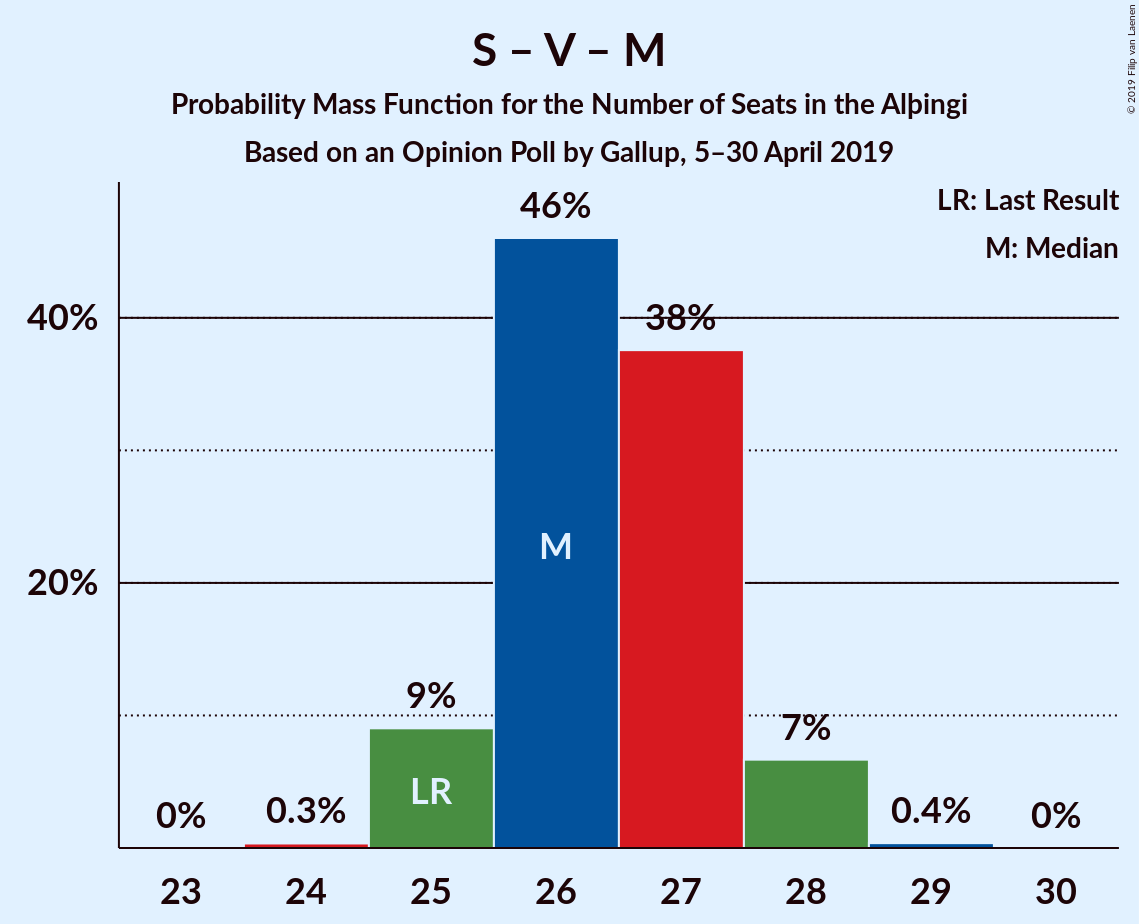 S – V – M
Probability Mass Function for the Number of Seats in the Alþingi
Based on an Opinion Poll by Gallup, 5–30 April 2019
© 2019 Filip van Laenen
LR: Last Result
M: Median
46%
40%
38%
M
20%
9%
7%
LR
0%
0.3%
0.4%
0%
23 24 25 26 27 28 29 30